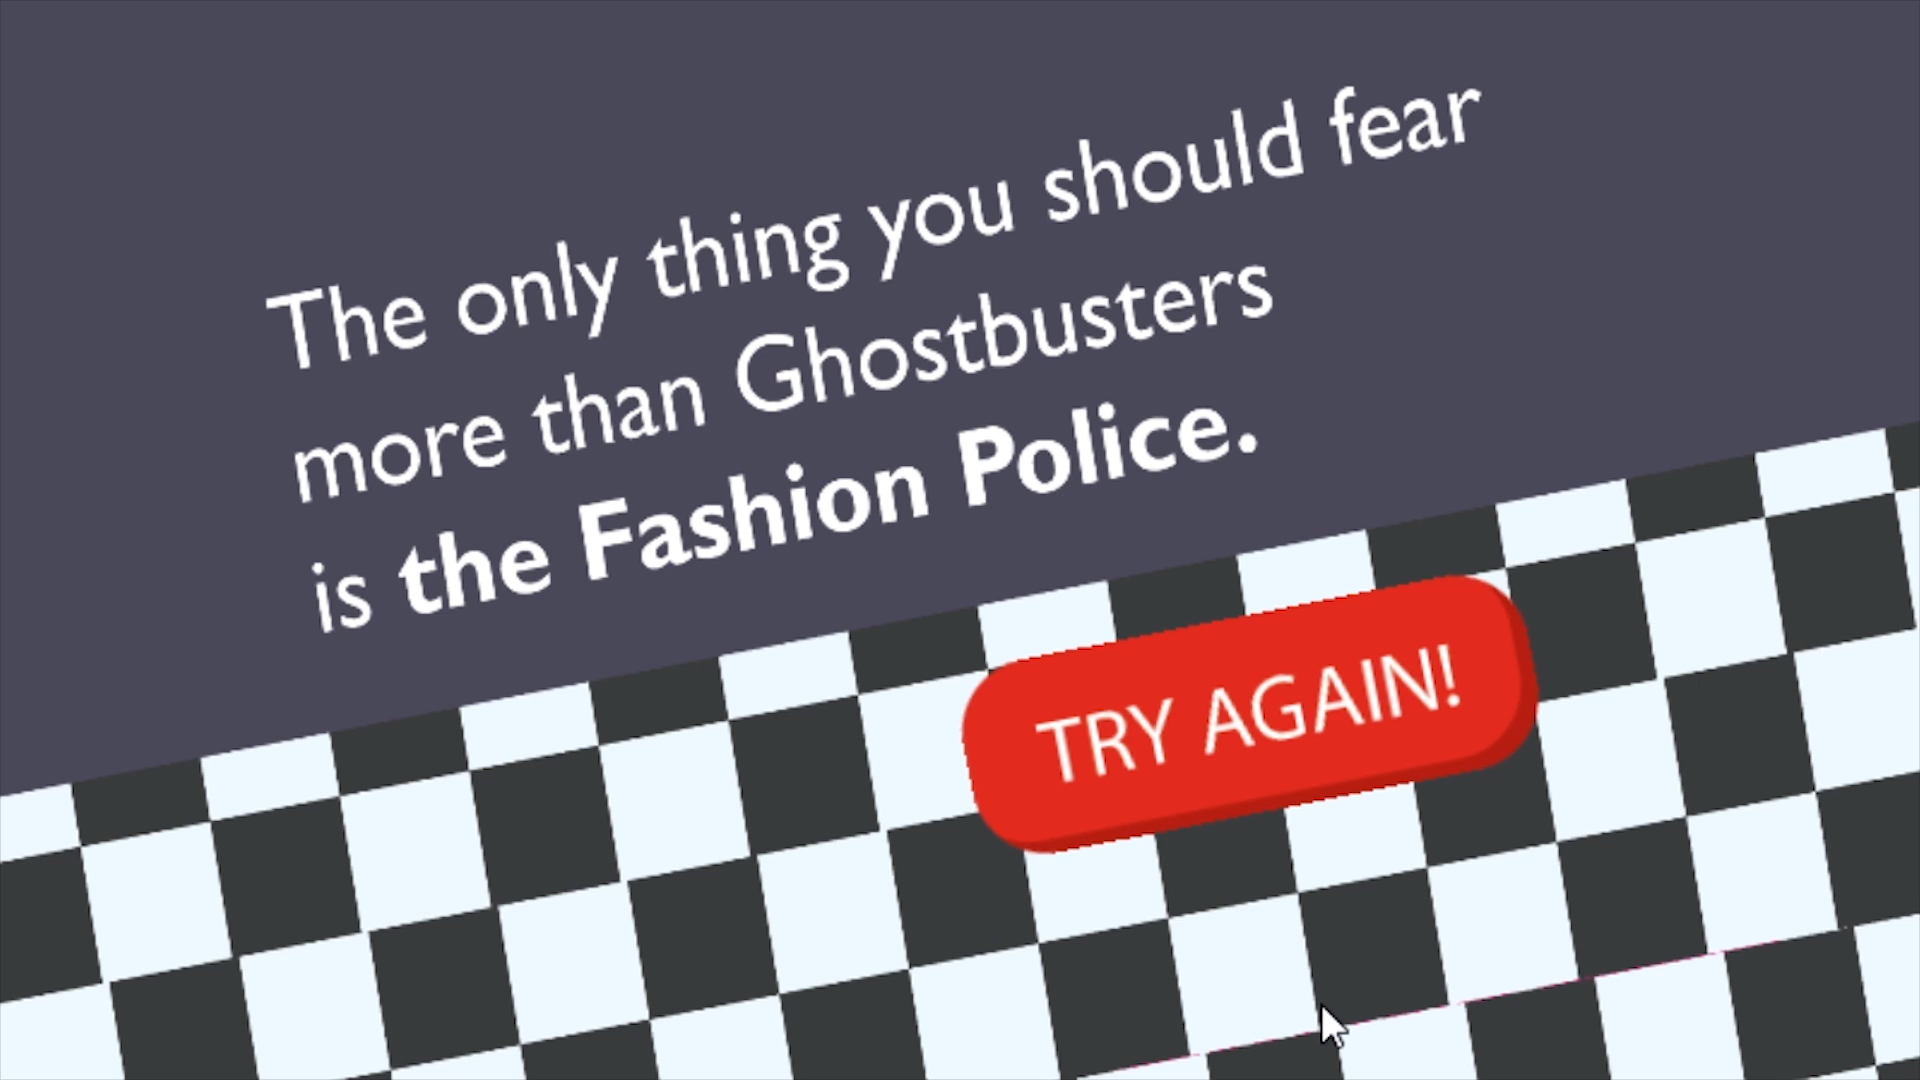 The only thing you should fear
more than Ghostbusters
is the Fashion Police.
TRY AGAIN!